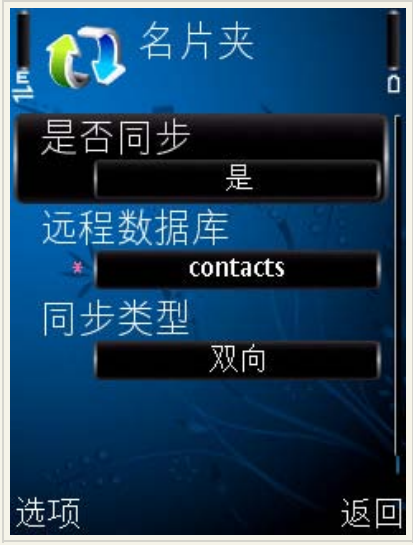 名片夹
E
是否同步
是
远程数据库
* contacts
同步类型
双向
选项 返回